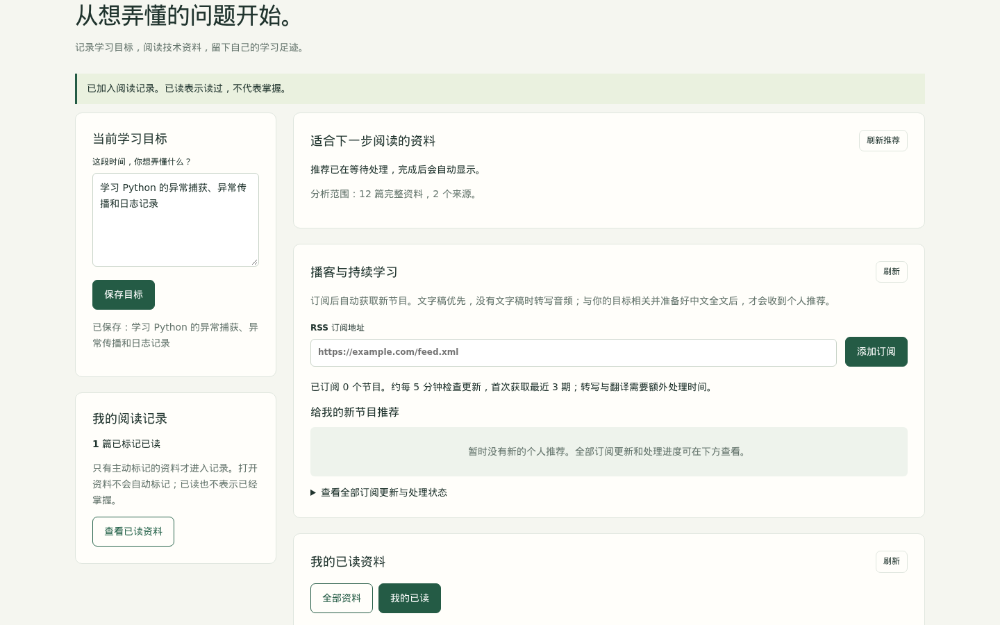 从想弄懂的问题开始。
记录学习目标，阅读技术资料，留下自己的学习足迹。
已加入阅读记录。已读表示读过，不代表掌握。
当前学习目标
这段时间，你想弄懂什么？
学习 Python 的异常捕获、异常传
播和日志记录
保存目标
已保存：学习 Python 的异常捕获、异
常传播和日志记录
我的阅读记录
1 篇已标记已读
只有主动标记的资料才进入记录。打开
资料不会自动标记；已读也不表示已经
掌握。
查看已读资料
适合下一步阅读的资料
刷新推荐
推荐已在等待处理，完成后会自动显示。
分析范围：12 篇完整资料，2 个来源。
播客与持续学习
刷新
订阅后自动获取新节目。文字稿优先，没有文字稿时转写音频；与你的目标相关并准备好中文全文后，才会收到个人推荐。
RSS 订阅地址
https://example.com/feed.xml
添加订阅
已订阅 0 个节目。约每 5 分钟检查更新，首次获取最近 3 期；转写与翻译需要额外处理时间。
给我的新节目推荐
暂时没有新的个人推荐。全部订阅更新和处理进度可在下方查看。
▶ 查看全部订阅更新与处理状态
我的已读资料
刷新
全部资料
我的已读